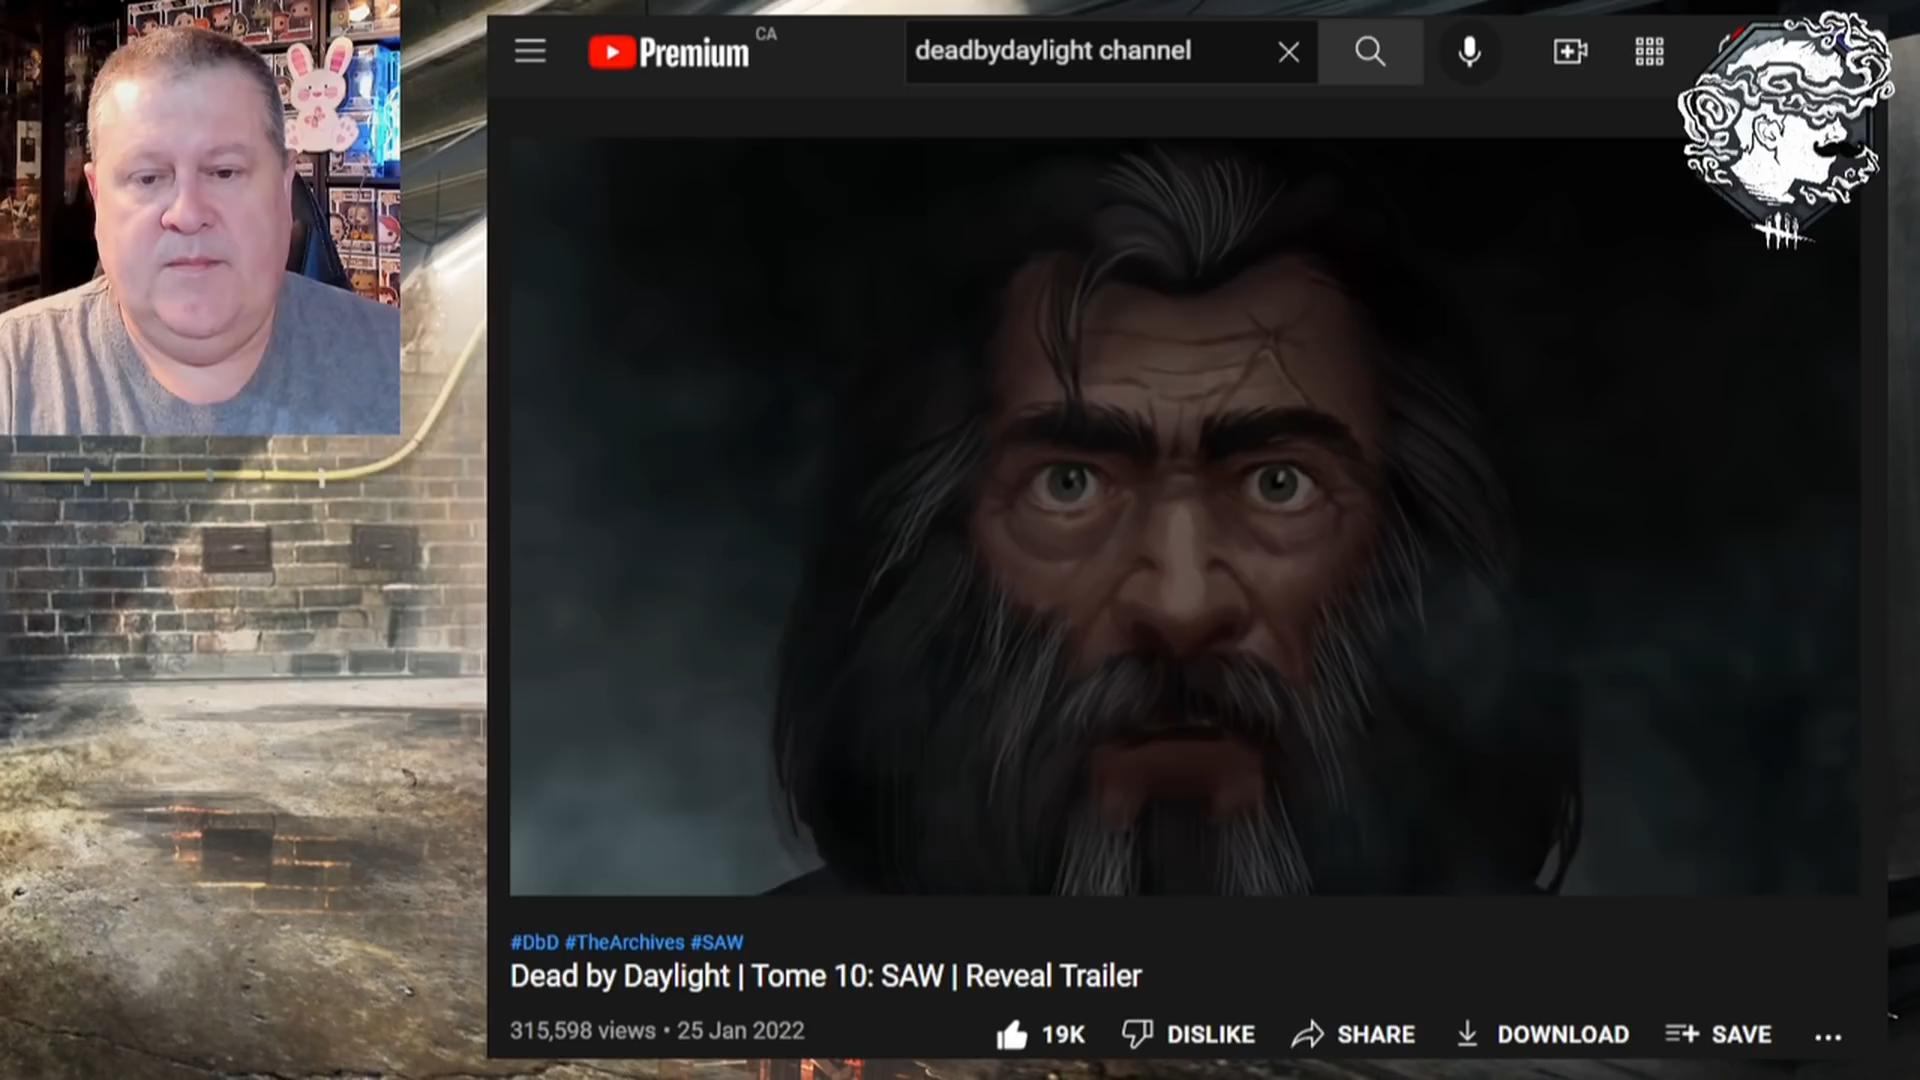 Premium CA
deadbydaylight channel
#DbD #TheArchives #SAW
Dead by Daylight | Tome 10: SAW | Reveal Trailer
315,598 views • 25 Jan 2022
19K
DISLIKE
SHARE
DOWNLOAD
SAVE